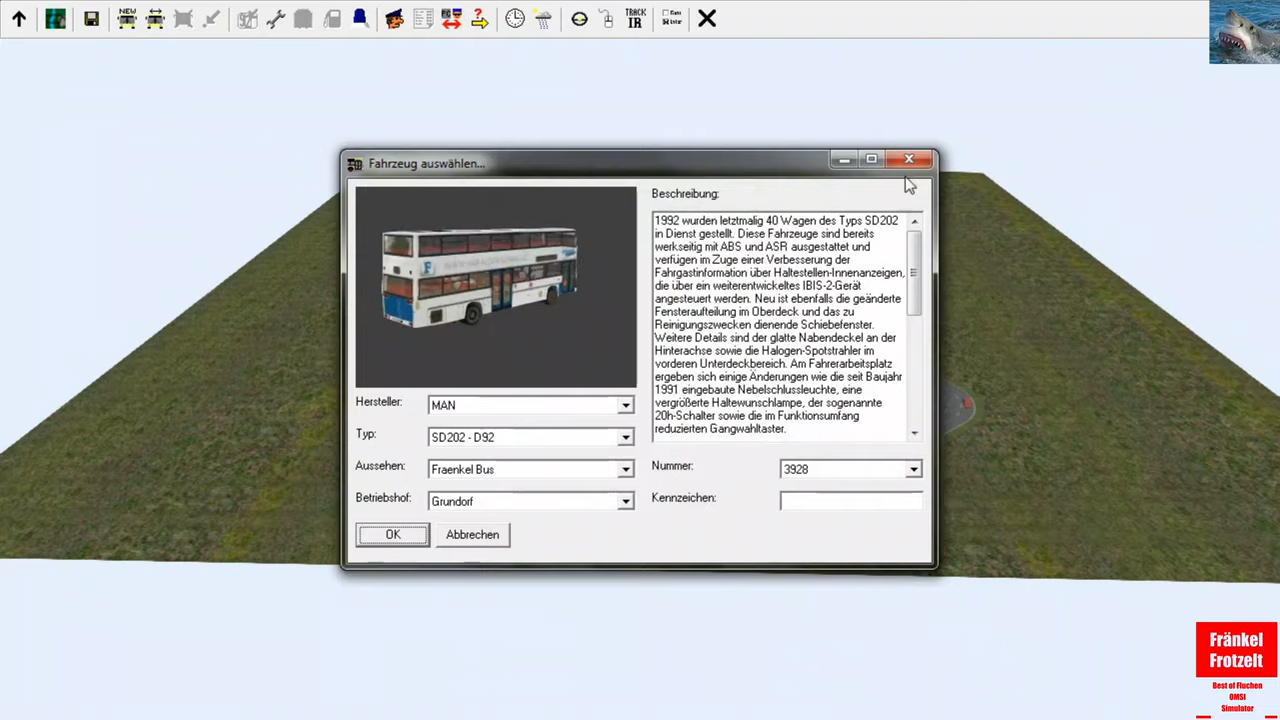 NEW
TRACK
IR
Fahrzeug auswählen...
Beschreibung:
1992 wurden letztmalig 40 Wagen des Typs SD202
in Dienst gestellt. Diese Fahrzeuge sind bereits
werkseitig mit ABS und ASR ausgestattet und
verfügen im Zuge einer Verbesserung der
Fahrgastinformation über Haltestellen-Innenanzeigen,
die über ein weiterentwickeltes IBIS-2-Gerät
angesteuert werden. Neu ist ebenfalls die geänderte
Fensteraufteilung im Oberdeck und das zu
Reinigungszwecken dienende Schiebefenster.
Weitere Details sind der glatte Nabendeckel an der
Hinterachse sowie die Halogen-Spotstrahler im
vorderen Unterdeckbereich. Am Fahrerarbeitsplatz
ergeben sich einige Änderungen wie die seit Baujahr
1991 eingebaute Nebelschlussleuchte, eine
vergrößerte Haltewunschlampe, der sogenannte
20h-Schalter sowie die im Funktionsumfang
reduzierten Gangwahltaster.
Hersteller:
MAN
Typ:
SD202 - D92
Aussehen:
Fraenkel Bus
Nummer:
3928
Betriebshof:
Grundorf
Kennzeichen:
OK
Abbrechen
Fränkel
Frotzelt
Best of Fluchen
OMSI
Simulator